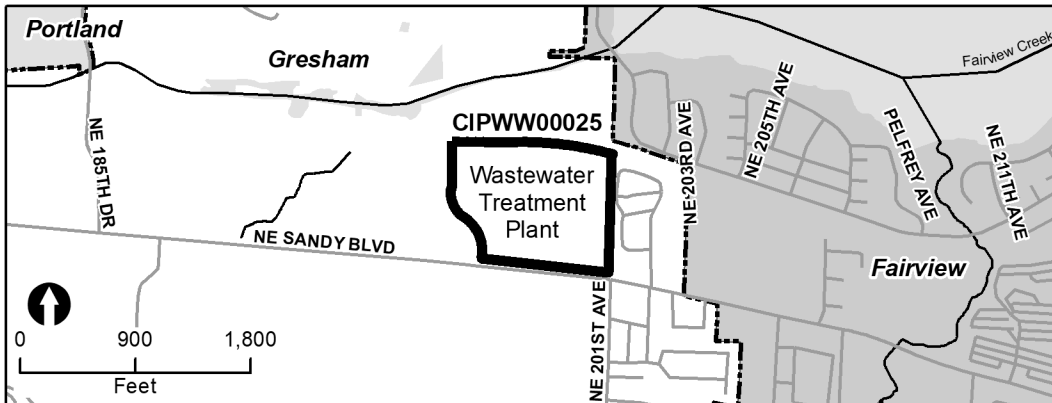 Portland
Gresham
Fairview Creek
CIPWW00025
Wastewater
Treatment
Plant
NE 185TH DR
NE SANDY BLVD
NE 201ST AVE
NE 203RD AVE
NE 205TH AVE
PELFREY AVE
NE 211TH AVE
Fairview
0 900 1,800
Feet